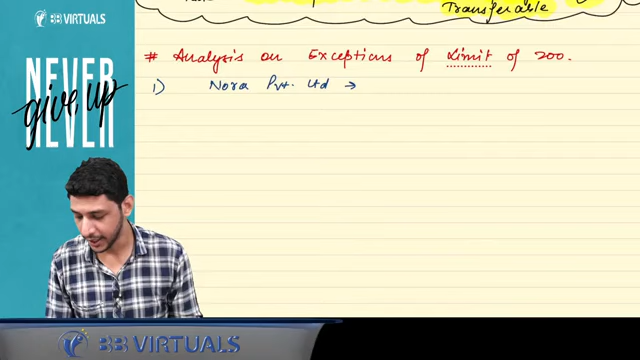 Transferable
# Analysis on Exceptions of Limit of 200.
1) Nora Pvt. Ltd →
BB VIRTUALS
NEVER
give up
NEVER
BB VIRTUALS